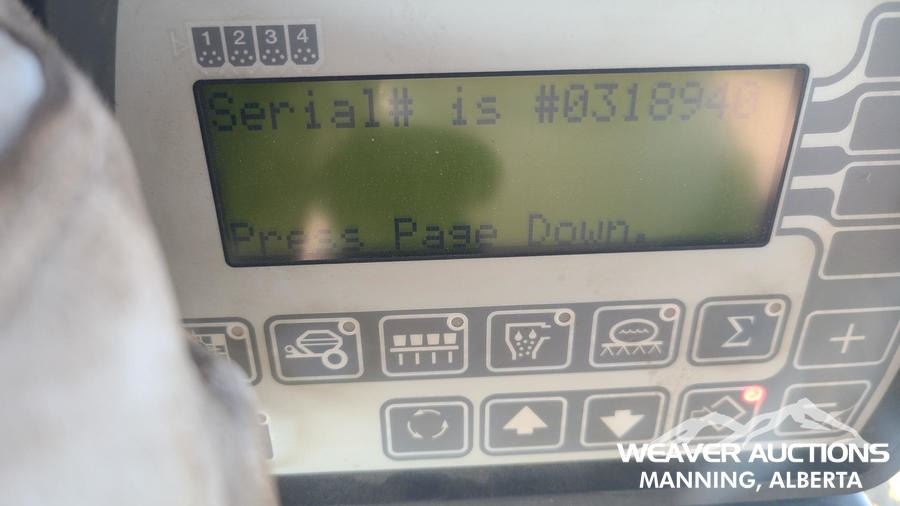 1 2 3 4
Serial# is #0318940
Press Page Down.
Σ
+
WEAVER AUCTIONS
MANNING, ALBERTA